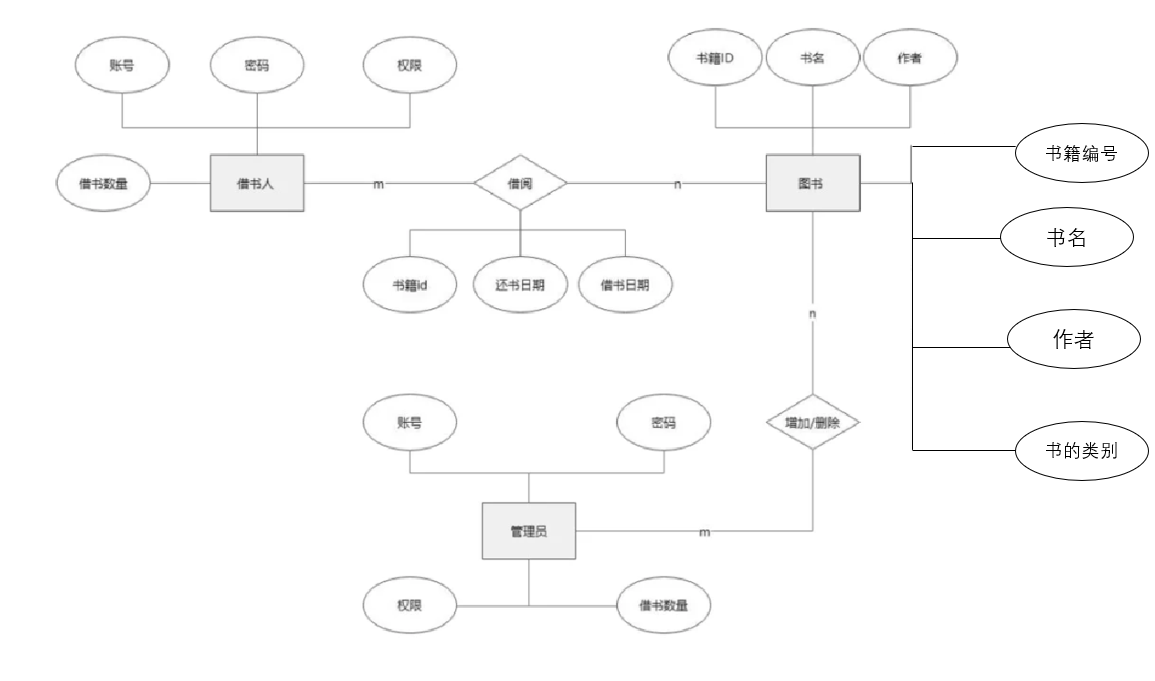 账号
密码
权限
书籍ID
书名
作者
借书数量
借书人
m
借阅
n
图书
书籍编号
书名
作者
书的类别
书籍id
还书日期
借书日期
n
增加/删除
账号
密码
管理员
m
权限
借书数量